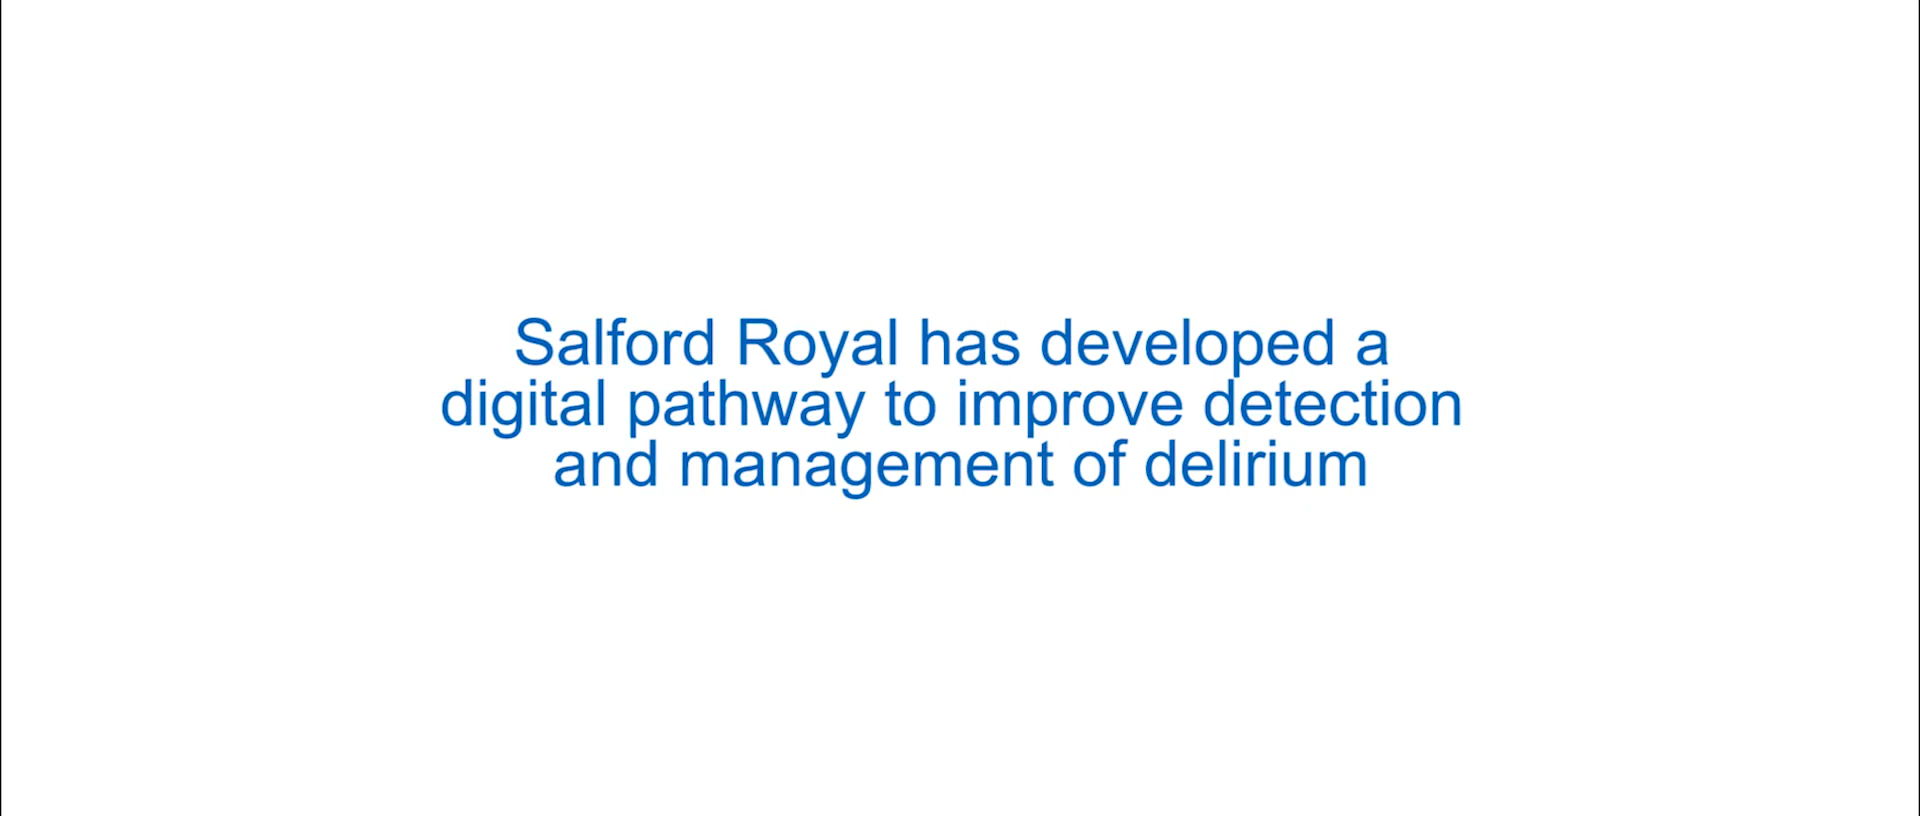 Salford Royal has developed a
digital pathway to improve detection
and management of delirium